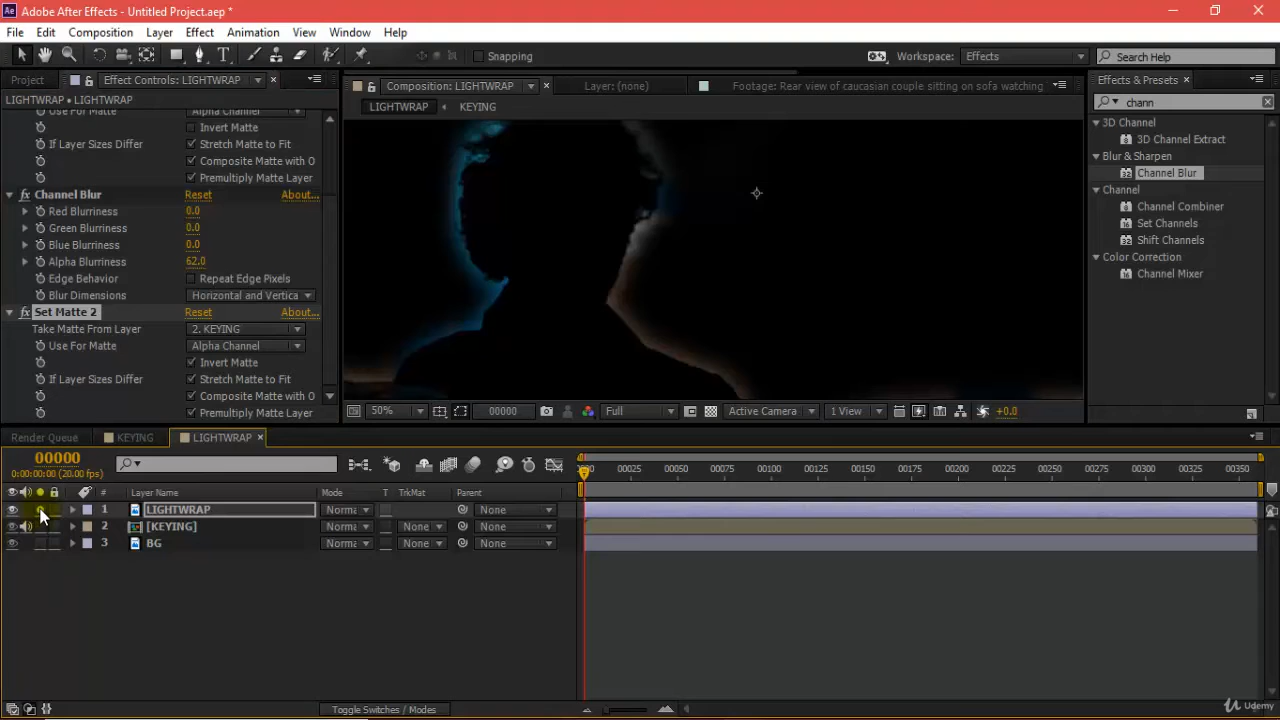 Ae Adobe After Effects - Untitled Project.aep *
File Edit Composition Layer Effect Animation View Window Help
Snapping Workspace: Effects Search Help
Project Effect Controls: LIGHTWRAP Composition: LIGHTWRAP Layer: (none) Footage: Rear view of caucasian couple sitting on sofa watching Effects & Presets
LIGHTWRAP • LIGHTWRAP LIGHTWRAP KEYING chann
Use For Matte Alpha Channel
Invert Matte
If Layer Sizes Differ Stretch Matte to Fit
Composite Matte with O
Premultiply Matte Layer
fx Channel Blur Reset About...
Red Blurriness 0.0
Green Blurriness 0.0
Blue Blurriness 0.0
Alpha Blurriness 62.0
Edge Behavior Repeat Edge Pixels
Blur Dimensions Horizontal and Vertica
fx Set Matte 2 Reset About...
Take Matte From Layer 2. KEYING
Use For Matte Alpha Channel
Invert Matte
If Layer Sizes Differ Stretch Matte to Fit
Composite Matte with O
Premultiply Matte Layer
3D Channel
3D Channel Extract
Blur & Sharpen
Channel Blur
Channel
Channel Combiner
Set Channels
Shift Channels
Color Correction
Channel Mixer
50% 00000 Full Active Camera 1 View +0.0
Render Queue KEYING LIGHTWRAP
00000
0:00:00:00 (20.00 fps)
00025 00050 00075 00100 00125 00150 00175 00200 00225 00250 00275 00300 00325 00350
# Layer Name Mode T TrkMat Parent
1 LIGHTWRAP Norma None
2 [KEYING] Norma None None
3 BG Norma None None
Toggle Switches / Modes
Udemy